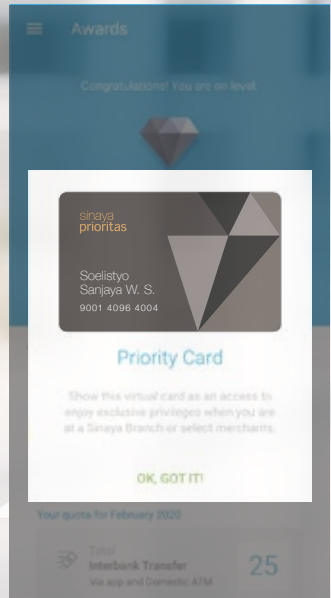 Awards
Congratulations! You are on level
sinaya
prioritas
Soelistyo
Sanjaya W. S.
9001 4096 4004
Priority Card
Show this virtual card as an access to
enjoy exclusive privileges when you are
at a Sinaya Branch or select merchants.
OK, GOT IT!
Your quota for February 2020
Total
Interbank Transfer
Via app and Domestic ATM
25